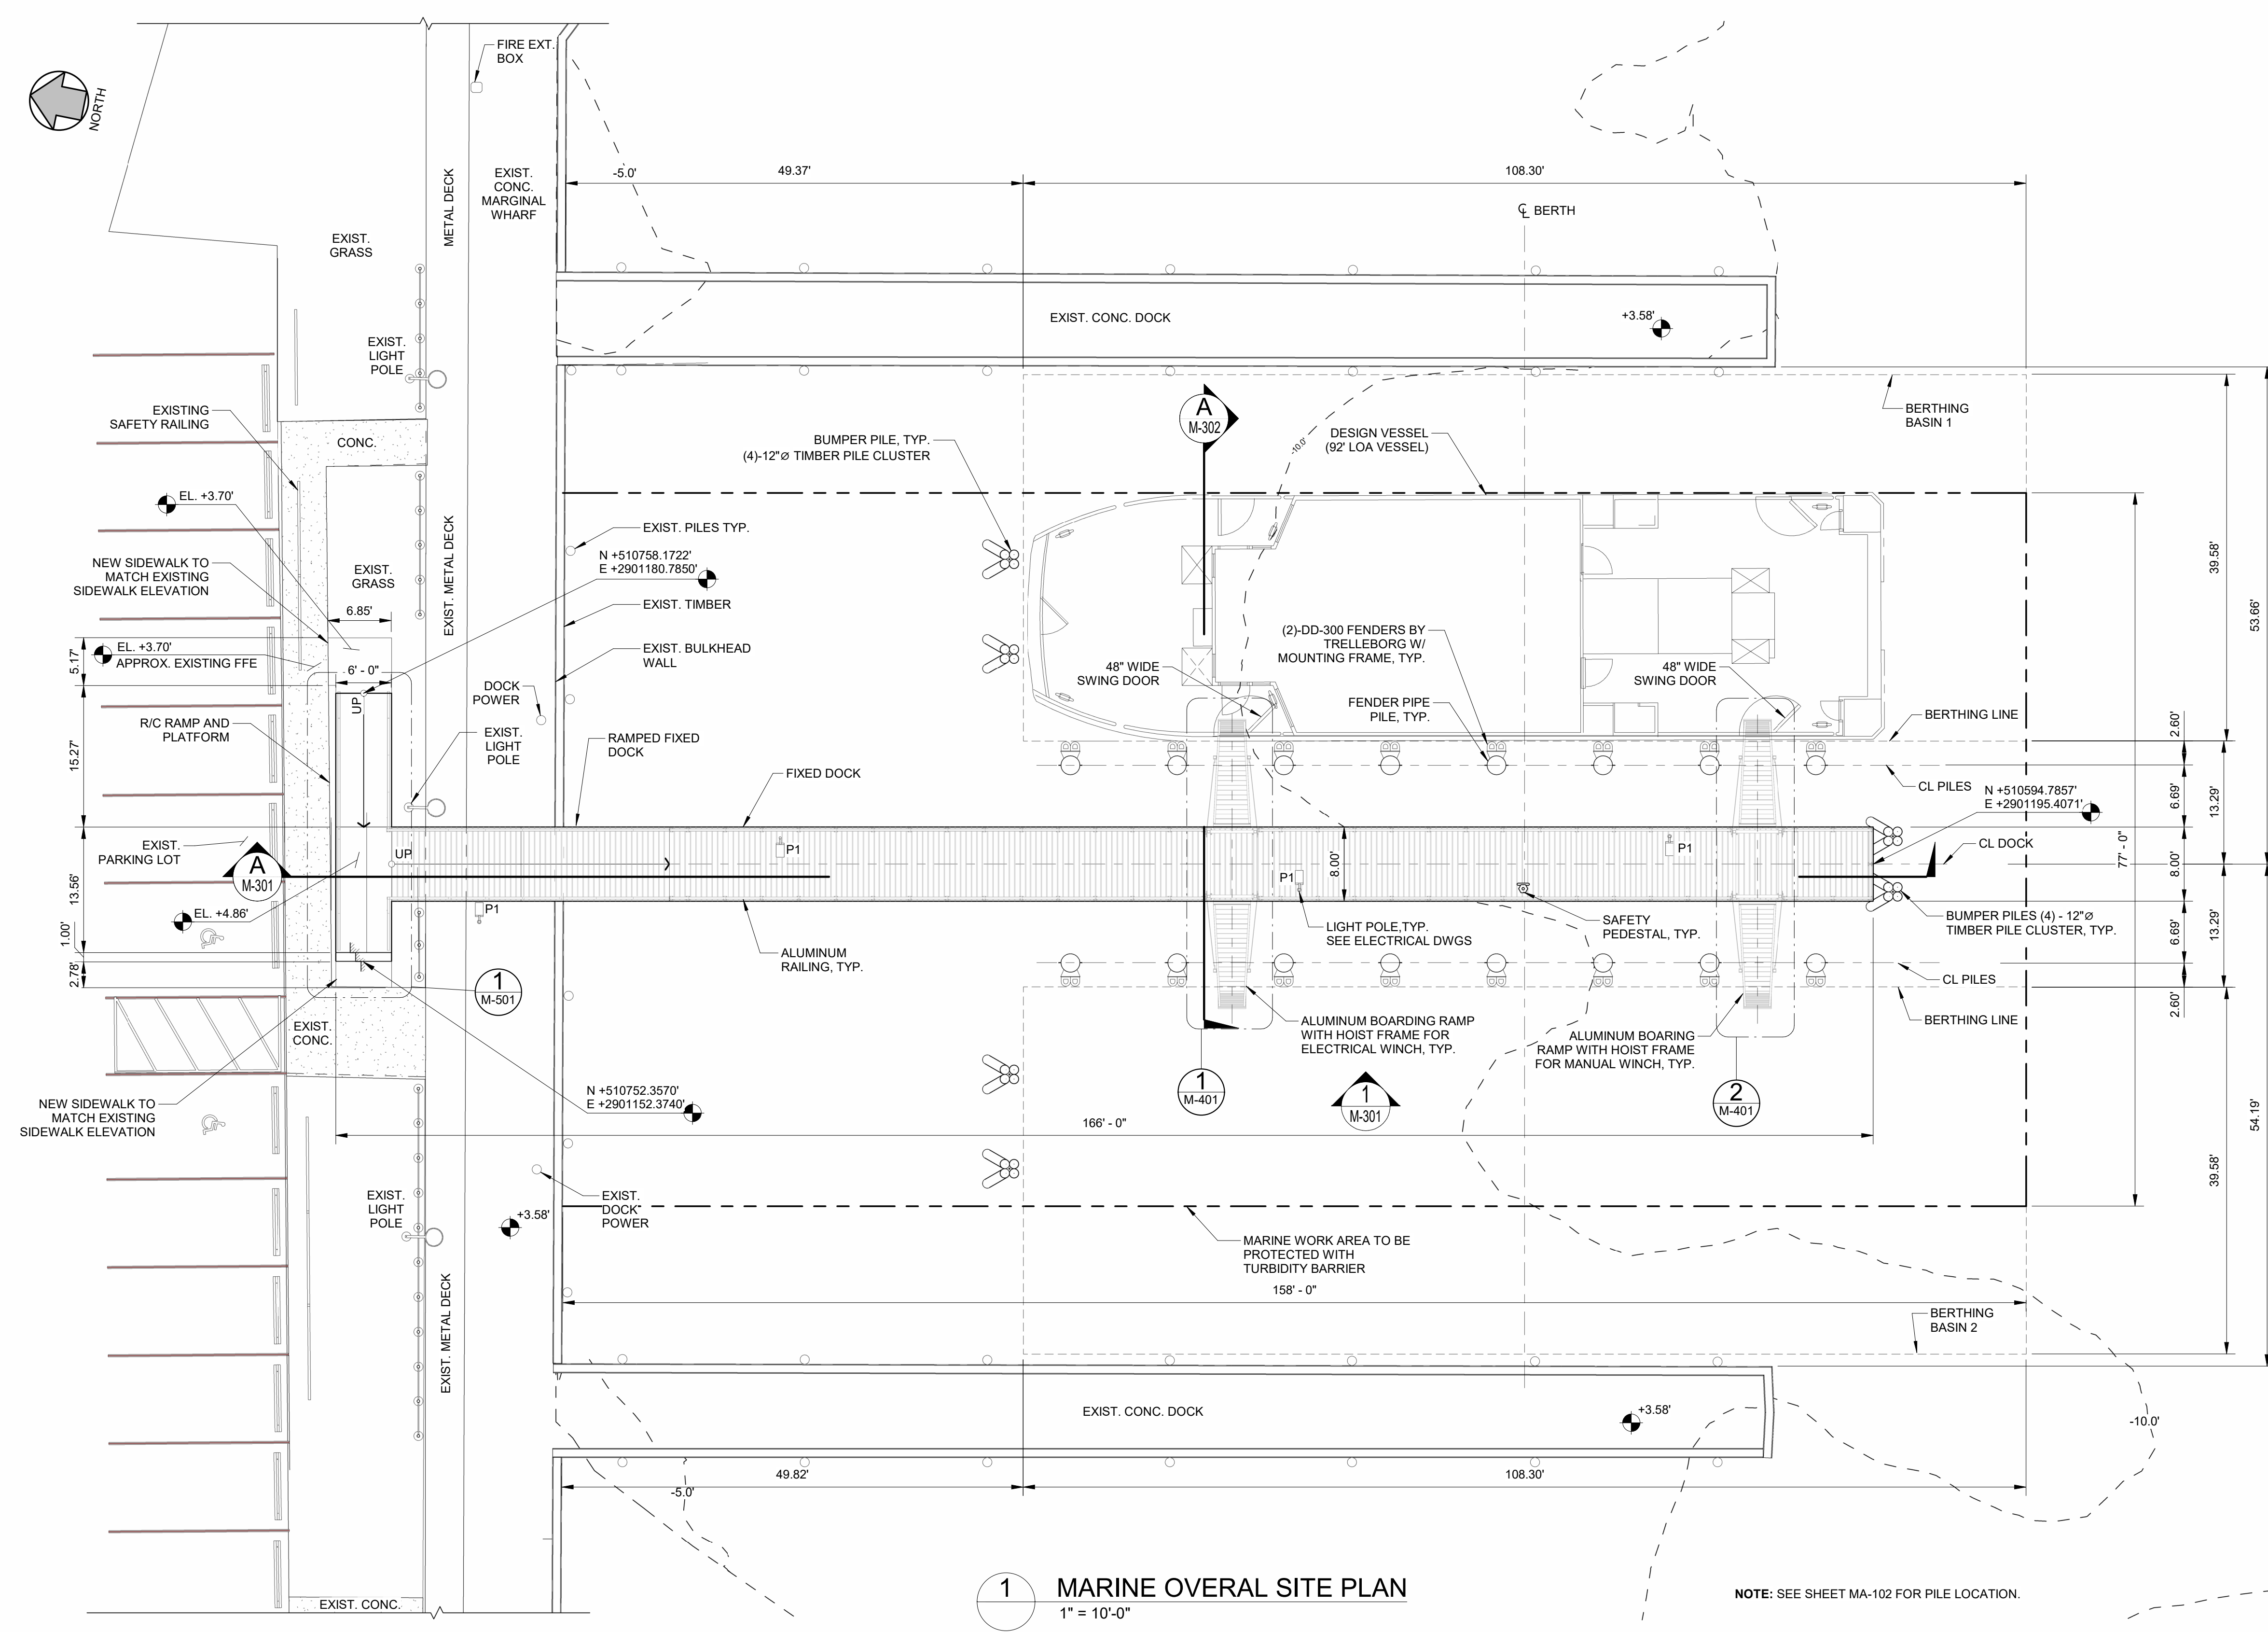 FIRE EXT.
BOX
NORTH
METAL DECK
EXIST.
CONC.
MARGINAL
WHARF
-5.0'
49.37'
108.30'
℄ BERTH
EXIST.
GRASS
EXIST. CONC. DOCK
+3.58'
EXIST.
LIGHT
POLE
EXISTING
SAFETY RAILING
CONC.
A
M-302
BERTHING
BASIN 1
BUMPER PILE, TYP.
(4)-12"⌀ TIMBER PILE CLUSTER
-10.0'
DESIGN VESSEL
(92' LOA VESSEL)
EL. +3.70'
EXIST. METAL DECK
EXIST. PILES TYP.
N +510758.1722'
E +2901180.7850'
NEW SIDEWALK TO
MATCH EXISTING
SIDEWALK ELEVATION
EXIST.
GRASS
6.85'
EXIST. TIMBER
39.58'
53.66'
5.17'
EL. +3.70'
APPROX. EXISTING FFE
6' - 0"
EXIST. BULKHEAD
WALL
(2)-DD-300 FENDERS BY
TRELLEBORG W/
MOUNTING FRAME, TYP.
48" WIDE
SWING DOOR
48" WIDE
SWING DOOR
DOCK
POWER
UP
FENDER PIPE
PILE, TYP.
BERTHING LINE
R/C RAMP AND
PLATFORM
15.27'
EXIST.
LIGHT
POLE
RAMPED FIXED
DOCK
2.60'
FIXED DOCK
CL PILES
N +510594.7857'
E +2901195.4071'
6.69'
13.29'
EXIST.
PARKING LOT
UP
P1
P1
CL DOCK
A
M-301
8.00'
77' - 0"
8.00'
P1
13.56'
EL. +4.86'
P1
LIGHT POLE,TYP.
SEE ELECTRICAL DWGS
SAFETY
PEDESTAL, TYP.
BUMPER PILES (4) - 12"⌀
TIMBER PILE CLUSTER, TYP.
1.00'
ALUMINUM
RAILING, TYP.
6.69'
13.29'
2.78'
1
M-501
CL PILES
2.60'
EXIST.
CONC.
ALUMINUM BOARDING RAMP
WITH HOIST FRAME FOR
ELECTRICAL WINCH, TYP.
ALUMINUM BOARING
RAMP WITH HOIST FRAME
FOR MANUAL WINCH, TYP.
BERTHING LINE
NEW SIDEWALK TO
MATCH EXISTING
SIDEWALK ELEVATION
N +510752.3570'
E +2901152.3740'
1
M-401
1
M-301
2
M-401
166' - 0"
54.19'
39.58'
EXIST.
LIGHT
POLE
+3.58'
EXIST.
DOCK
POWER
MARINE WORK AREA TO BE
PROTECTED WITH
TURBIDITY BARRIER
158' - 0"
EXIST. METAL DECK
BERTHING
BASIN 2
EXIST. CONC. DOCK
+3.58'
-10.0'
49.82'
108.30'
-5.0'
1
MARINE OVERAL SITE PLAN
1" = 10'-0"
NOTE: SEE SHEET MA-102 FOR PILE LOCATION.
EXIST. CONC.